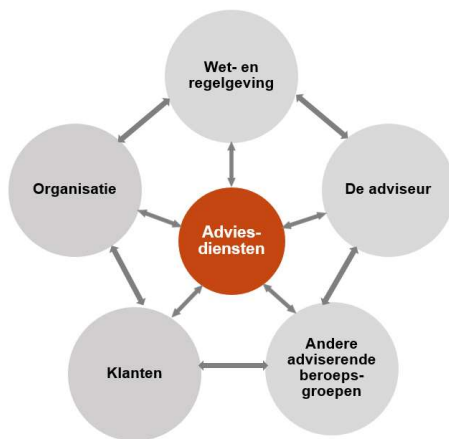 Wet- en
regelgeving
Organisatie
De adviseur
Advies-
diensten
Klanten
Andere
adviserende
beroeps-
groepen